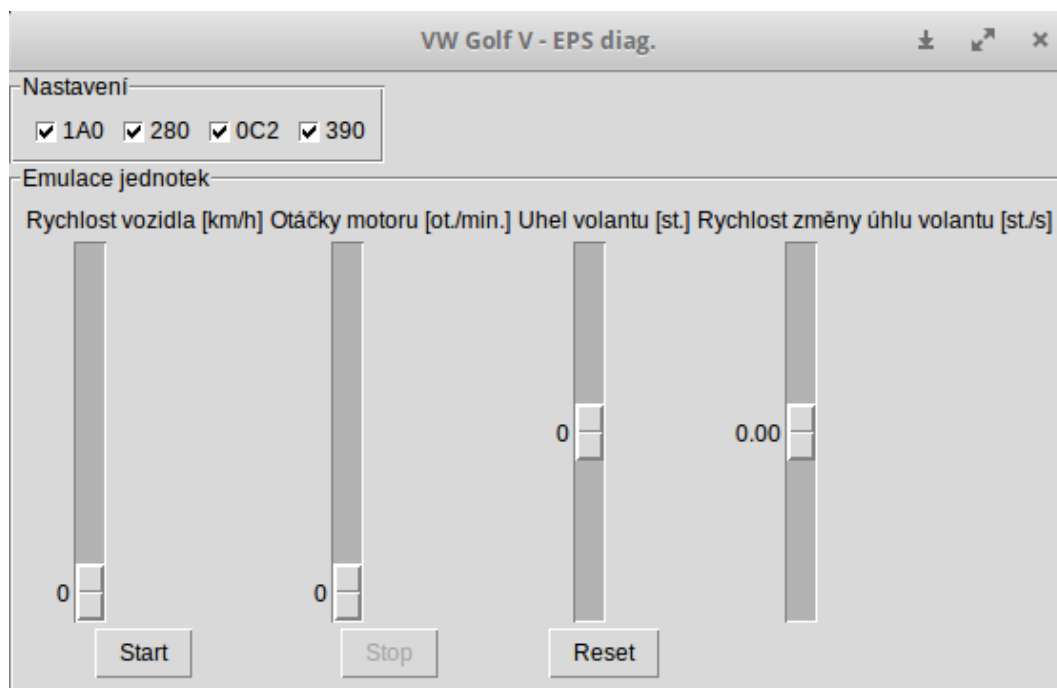 VW Golf V - EPS diag.
Nastavení
1A0 280 0C2 390
Emulace jednotek
Rychlost vozidla [km/h] Otáčky motoru [ot./min.] Uhel volantu [st.] Rychlost změny úhlu volantu [st./s]
0 0.00
0 0
Start Stop Reset